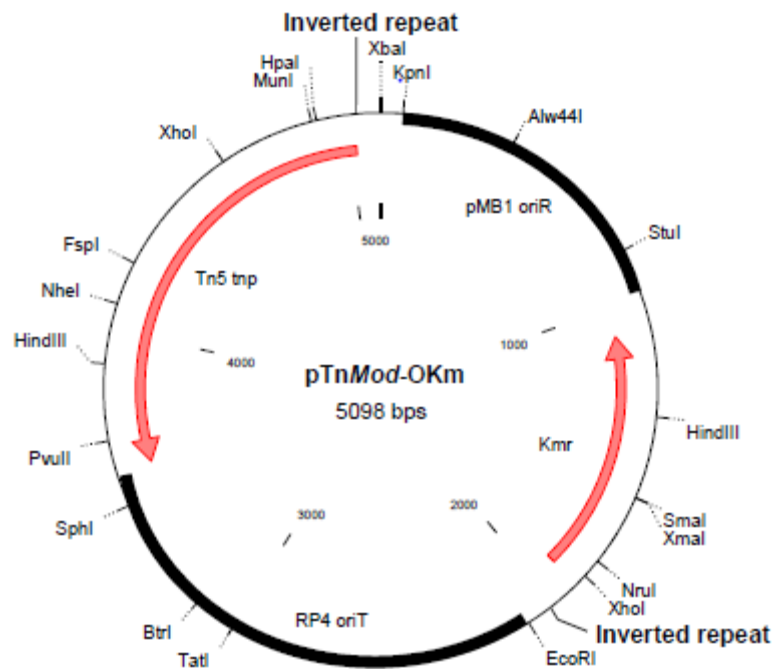 Inverted repeat
XbaI
HpaI
KpnI
MunI
Alw44I
XhoI
pMB1 oriR
StuI
5000
FspI
Tn5 tnp
NheI
1000
HindIII
4000
pTnMod-OKm
5098 bps
HindIII
Kmr
PvuII
3000
2000
SphI
SmaI
XmaI
NruI
XhoI
BtrI
RP4 oriT
Inverted repeat
TatI
EcoRI